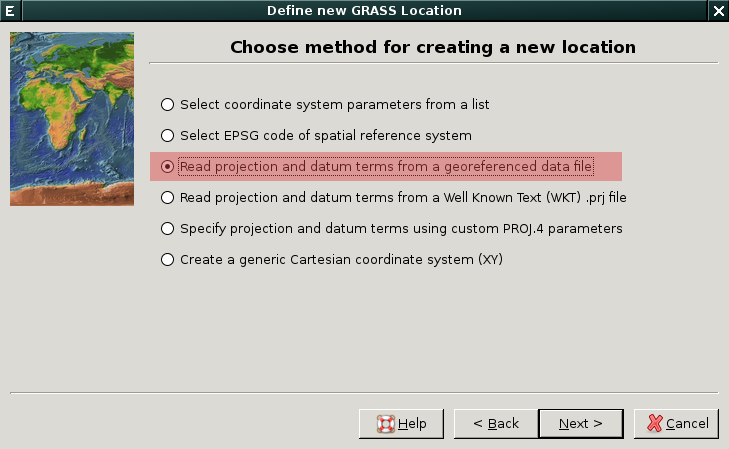 E Define new GRASS Location X
Choose method for creating a new location
Select coordinate system parameters from a list
Select EPSG code of spatial reference system
Read projection and datum terms from a georeferenced data file
Read projection and datum terms from a Well Known Text (WKT) .prj file
Specify projection and datum terms using custom PROJ.4 parameters
Create a generic Cartesian coordinate system (XY)
Help < Back Next > Cancel